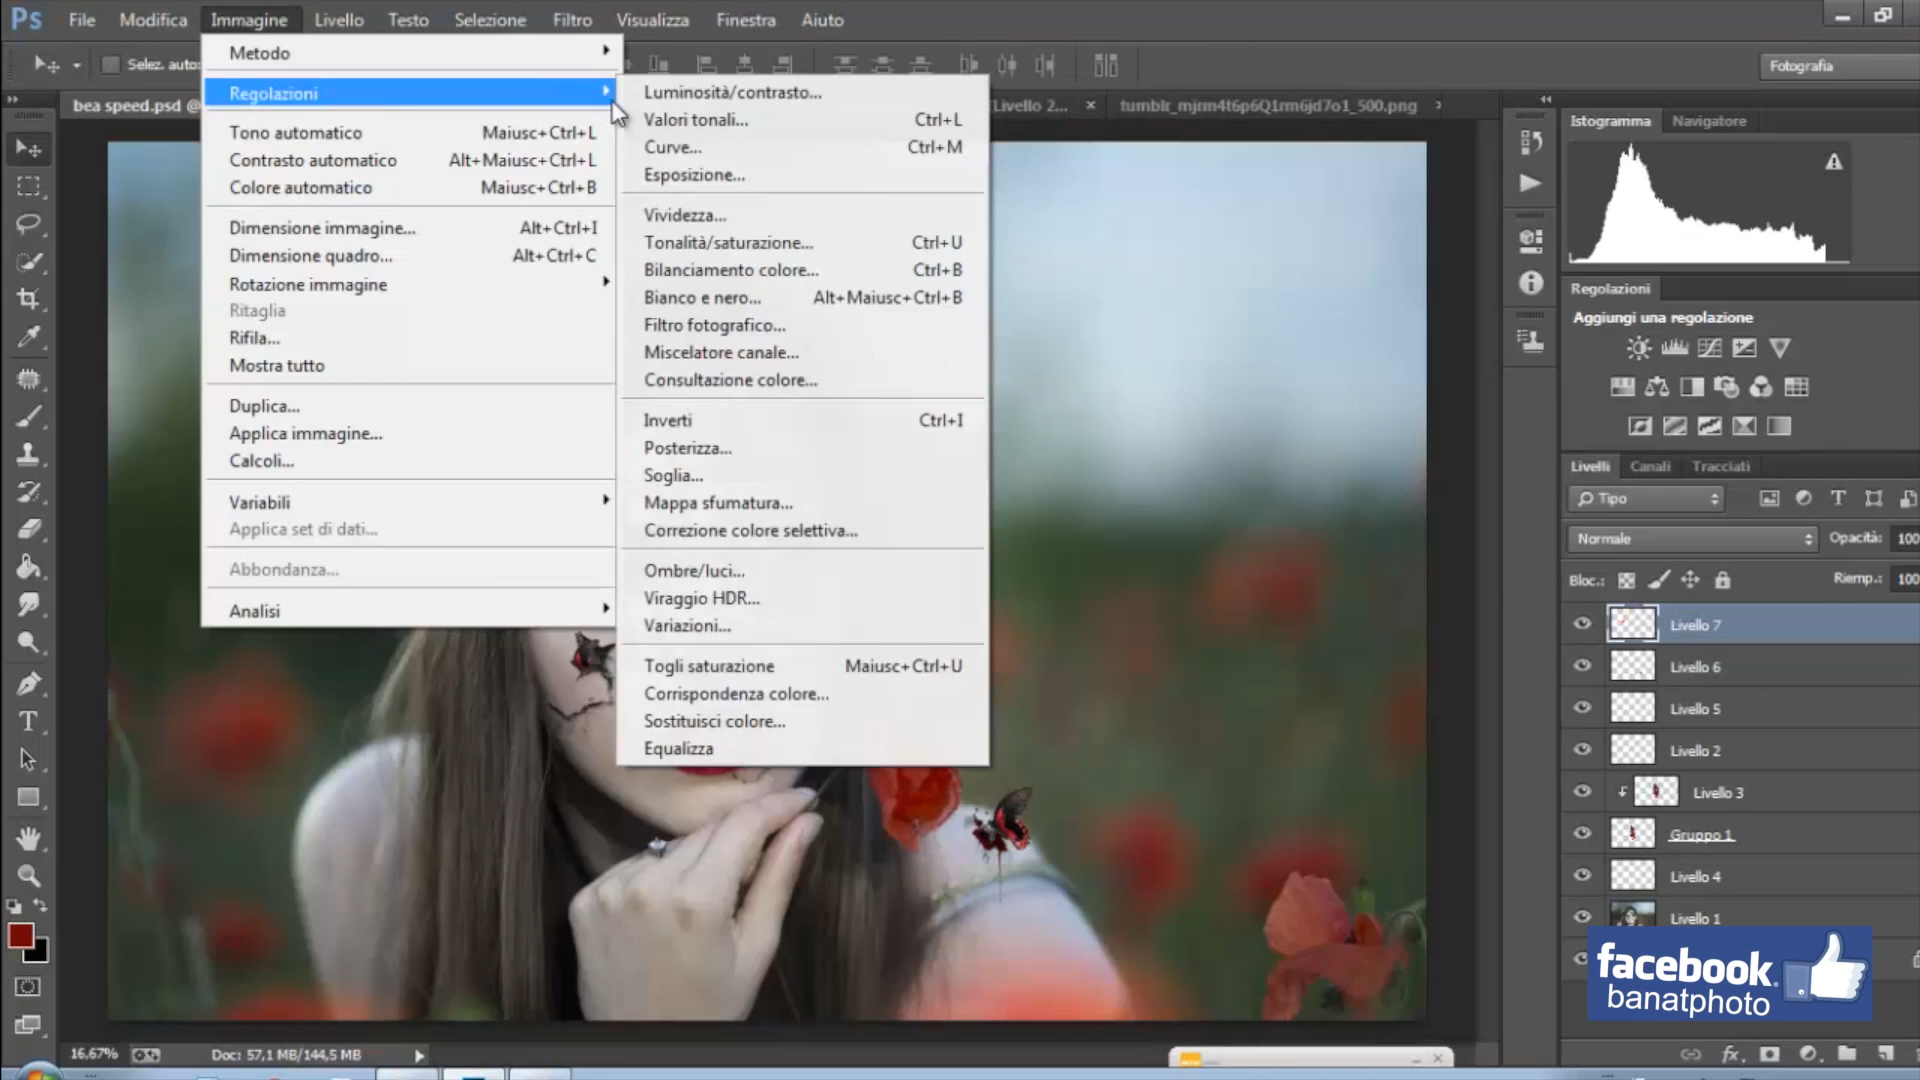 Ps File Modifica Immagine Livello Testo Selezione Filtro Visualizza Finestra Aiuto
Selez. auto:
Fotografia
bea speed.psd @
Livello 2...
tumblr_mjrm4t6p6Q1rm6jd7o1_500.png
Metodo
Regolazioni
Tono automatico Maiusc+Ctrl+L
Contrasto automatico Alt+Maiusc+Ctrl+L
Colore automatico Maiusc+Ctrl+B
Dimensione immagine... Alt+Ctrl+I
Dimensione quadro... Alt+Ctrl+C
Rotazione immagine
Ritaglia
Rifila...
Mostra tutto
Duplica...
Applica immagine...
Calcoli...
Variabili
Applica set di dati...
Abbondanza...
Analisi
Luminosità/contrasto...
Valori tonali... Ctrl+L
Curve... Ctrl+M
Esposizione...
Vividezza...
Tonalità/saturazione... Ctrl+U
Bilanciamento colore... Ctrl+B
Bianco e nero... Alt+Maiusc+Ctrl+B
Filtro fotografico...
Miscelatore canale...
Consultazione colore...
Inverti Ctrl+I
Posterizza...
Soglia...
Mappa sfumatura...
Correzione colore selettiva...
Ombre/luci...
Viraggio HDR...
Variazioni...
Togli saturazione Maiusc+Ctrl+U
Corrispondenza colore...
Sostituisci colore...
Equalizza
Istogramma Navigatore
Regolazioni
Aggiungi una regolazione
Livelli Canali Tracciati
Tipo
Normale Opacità: 100
Bloc.: Riemp.: 100
Livello 7
Livello 6
Livello 5
Livello 2
Livello 3
Gruppo 1
Livello 4
Livello 1
facebook.
banatphoto
fx
16,67% Doc: 57,1 MB/144,5 MB